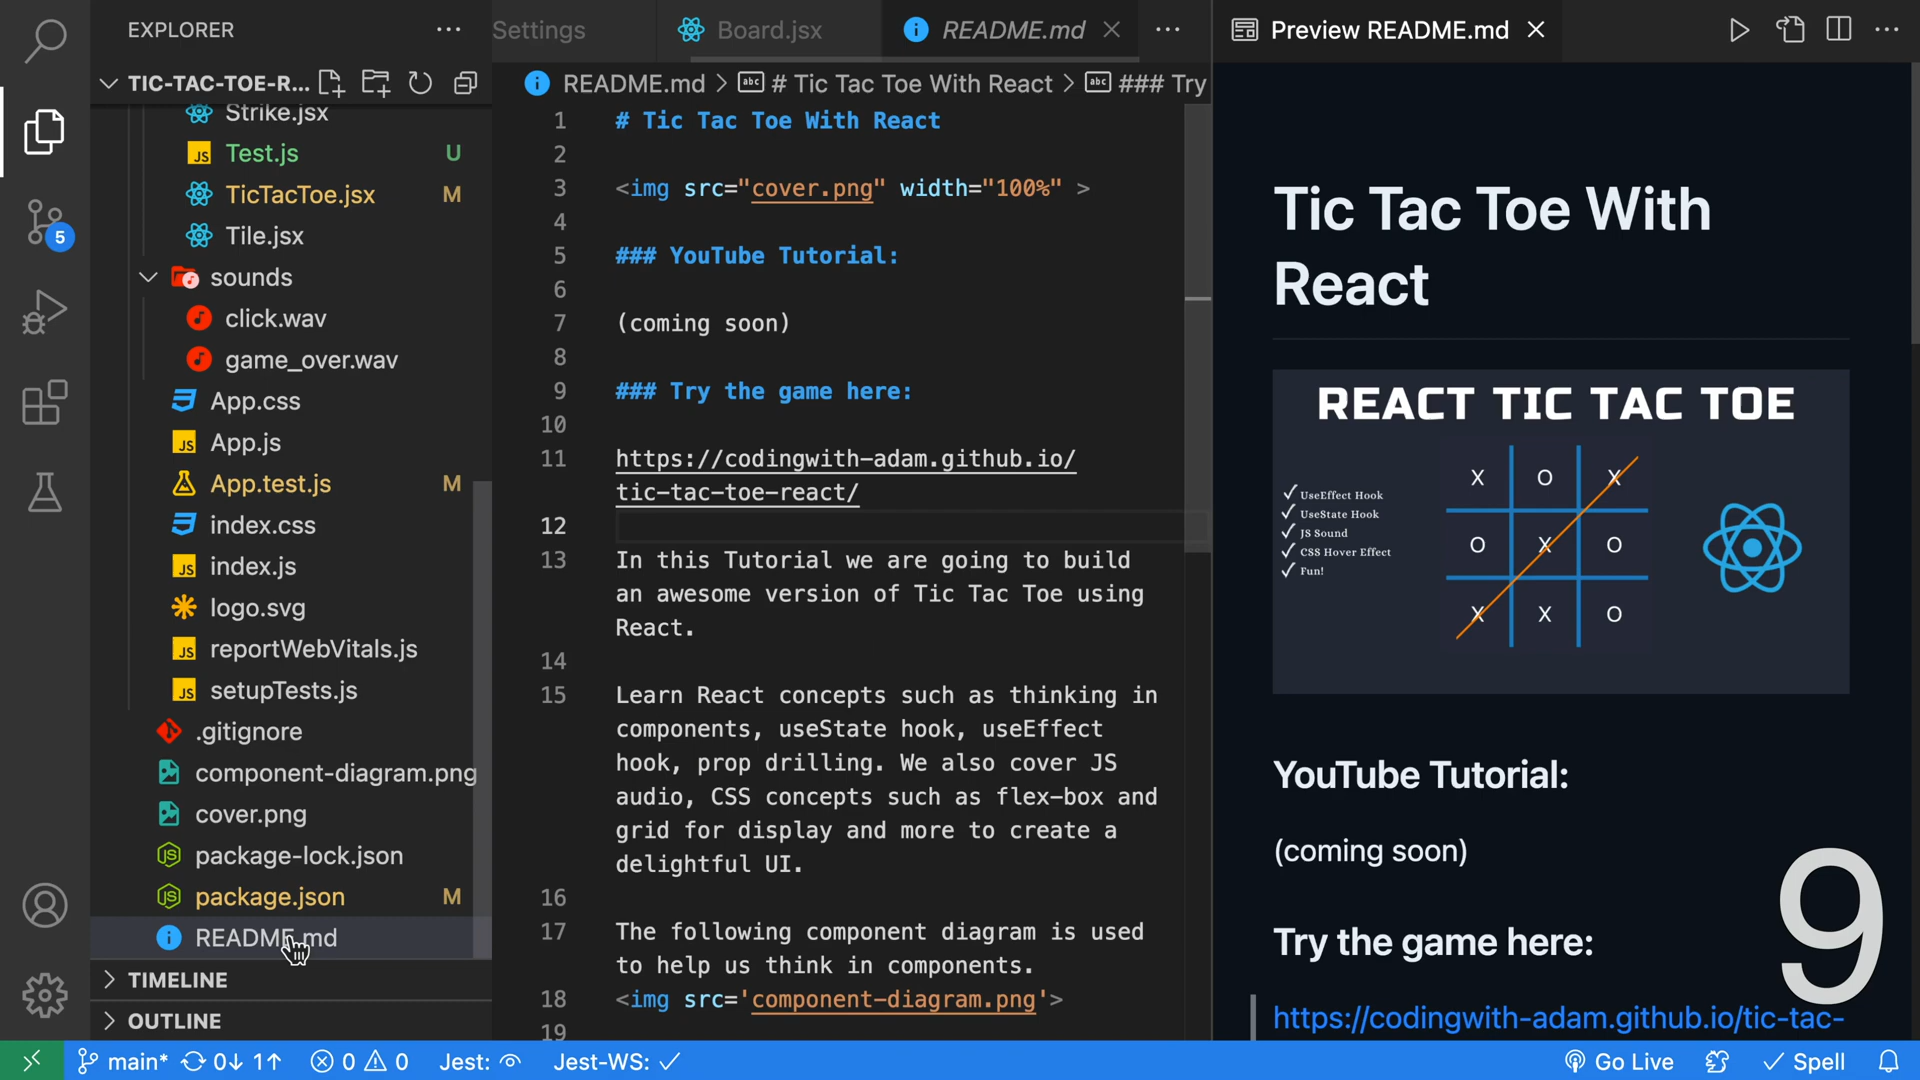 EXPLORER
TIC-TAC-TOE-R...
Strike.jsx
Test.js U
TicTacToe.jsx M
Tile.jsx
sounds
click.wav
game_over.wav
App.css
JS App.js
App.test.js M
index.css
JS index.js
logo.svg
JS reportWebVitals.js
JS setupTests.js
.gitignore
component-diagram.png
cover.png
package-lock.json
package.json M
README.md
TIMELINE
OUTLINE
5
Settings
Board.jsx
README.md
README.md > # Tic Tac Toe With React > ### Try
1 # Tic Tac Toe With React
2
3 <img src="cover.png" width="100%" >
4
5 ### YouTube Tutorial:
6
7 (coming soon)
8
9 ### Try the game here:
10
11 https://codingwith-adam.github.io/
tic-tac-toe-react/
12
13 In this Tutorial we are going to build
an awesome version of Tic Tac Toe using
React.
14
15 Learn React concepts such as thinking in
components, useState hook, useEffect
hook, prop drilling. We also cover JS
audio, CSS concepts such as flex-box and
grid for display and more to create a
delightful UI.
16
17 The following component diagram is used
to help us think in components.
18 <img src='component-diagram.png'>
19
Preview README.md
Tic Tac Toe With
React
REACT TIC TAC TOE
UseEffect Hook
UseState Hook
JS Sound
CSS Hover Effect
Fun!
X O X
O X O
X X O
YouTube Tutorial:
(coming soon)
Try the game here:
https://codingwith-adam.github.io/tic-tac-
9
main* 0↓ 1↑ 0 0 Jest: Jest-WS: ✓ Go Live ✓ Spell